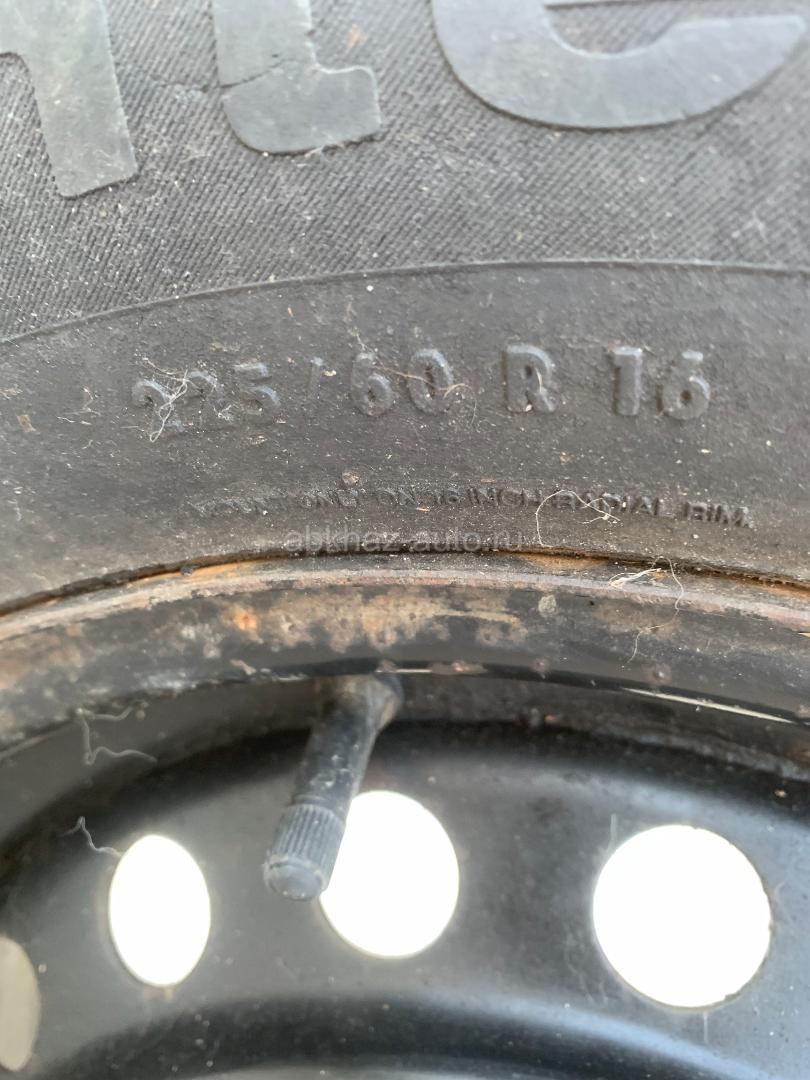 225/60 R 16
MOUNT ONLY ON 16 INCH RADIAL RIM.
abkhaz-auto.ru